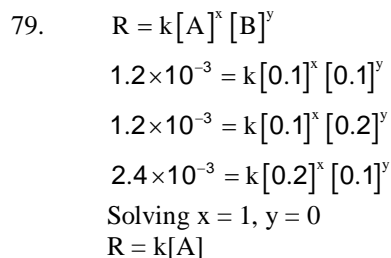 79. R = k[A]ˣ [B]ʸ
1.2×10⁻³ = k[0.1]ˣ [0.1]ʸ
1.2×10⁻³ = k[0.1]ˣ [0.2]ʸ
2.4×10⁻³ = k[0.2]ˣ [0.1]ʸ
Solving x = 1, y = 0
R = k[A]